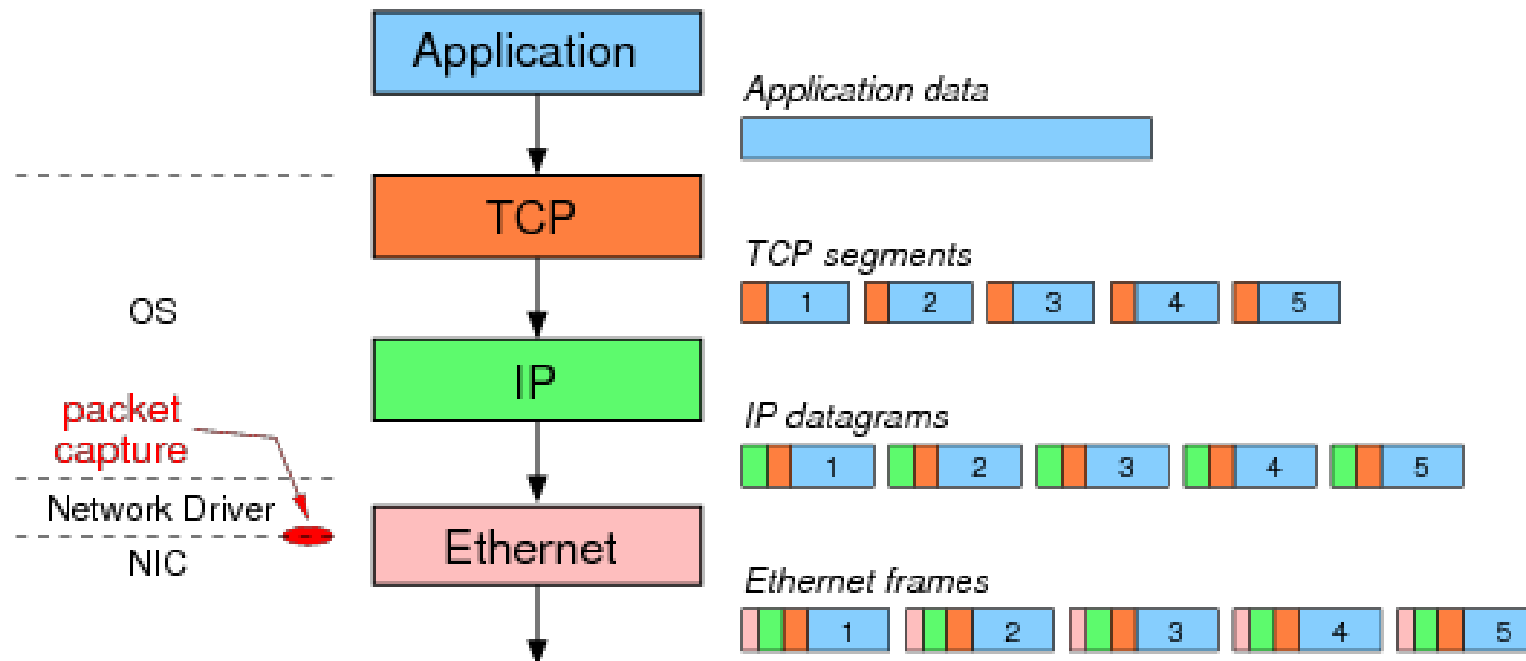 Application
Application data
TCP
TCP segments
1 2 3 4 5
OS
IP
IP datagrams
1 2 3 4 5
packet
capture
Network Driver
NIC
Ethernet
Ethernet frames
1 2 3 4 5